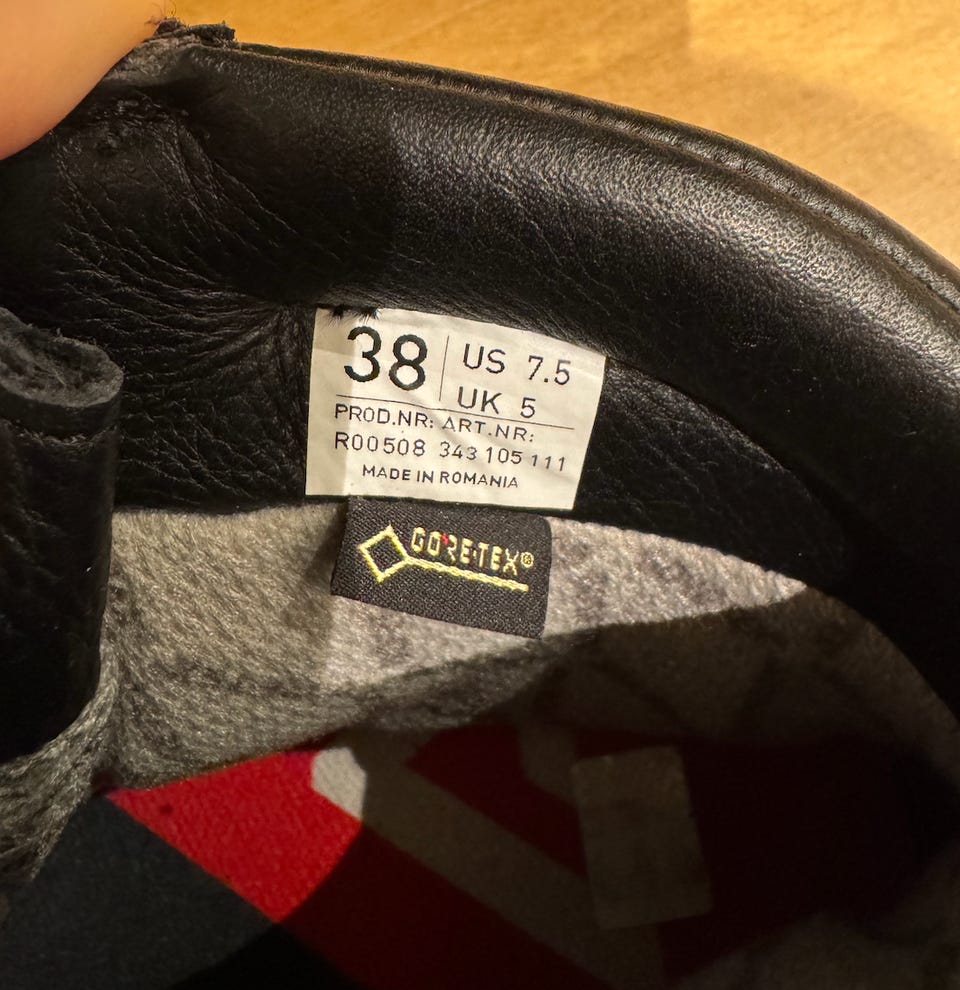 38 US 7.5
UK 5
PROD.NR: ART.NR:
R00508 343 105 111
MADE IN ROMANIA
GORE-TEX®